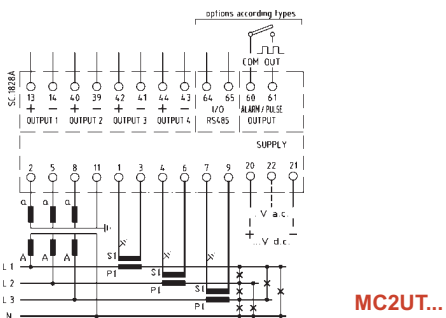 options according types
COM OUT
SC.1828A
13 14 40 39 42 41 44 43 64 65 60 61
+ − + − + − + − I/O ALARM/PULSE
OUTPUT 1 OUTPUT 2 OUTPUT 3 OUTPUT 4 RS485 OUTPUT
SUPPLY
2 5 8 11 1 3 4 6 7 9 20 22 21
a a a
...V a.c.
+ −
...V d.c.
A A A
S1
L 1
P1 S1
L 2
P1 S1
L 3
P1
N
MC2UT...